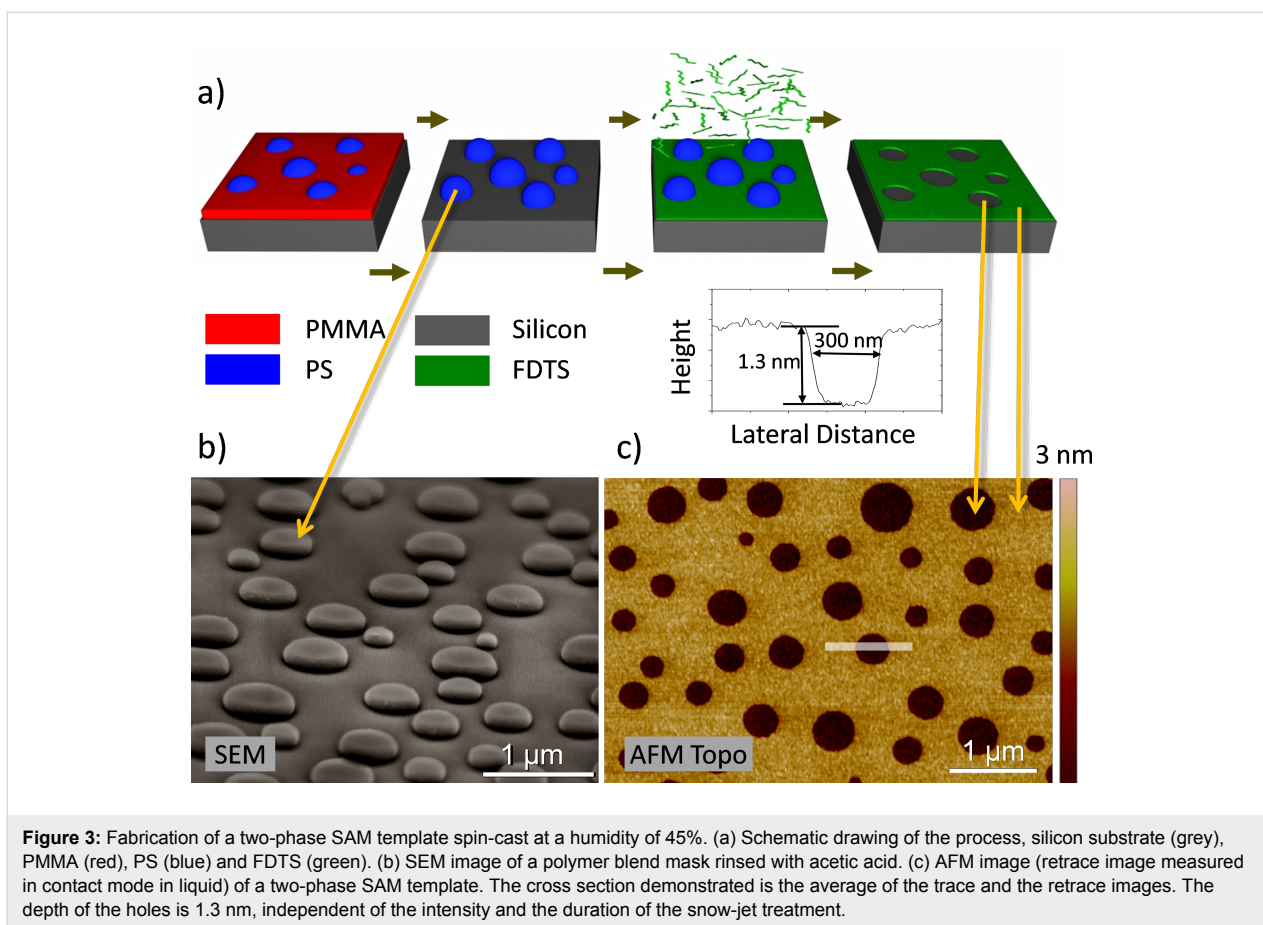 a)
PMMA
Silicon
PS
FDTS
Height
1.3 nm
300 nm
Lateral Distance
b)
c)
3 nm
SEM
1 µm
AFM Topo
1 µm
Figure 3: Fabrication of a two-phase SAM template spin-cast at a humidity of 45%. (a) Schematic drawing of the process, silicon substrate (grey),
PMMA (red), PS (blue) and FDTS (green). (b) SEM image of a polymer blend mask rinsed with acetic acid. (c) AFM image (retrace image measured
in contact mode in liquid) of a two-phase SAM template. The cross section demonstrated is the average of the trace and the retrace images. The
depth of the holes is 1.3 nm, independent of the intensity and the duration of the snow-jet treatment.